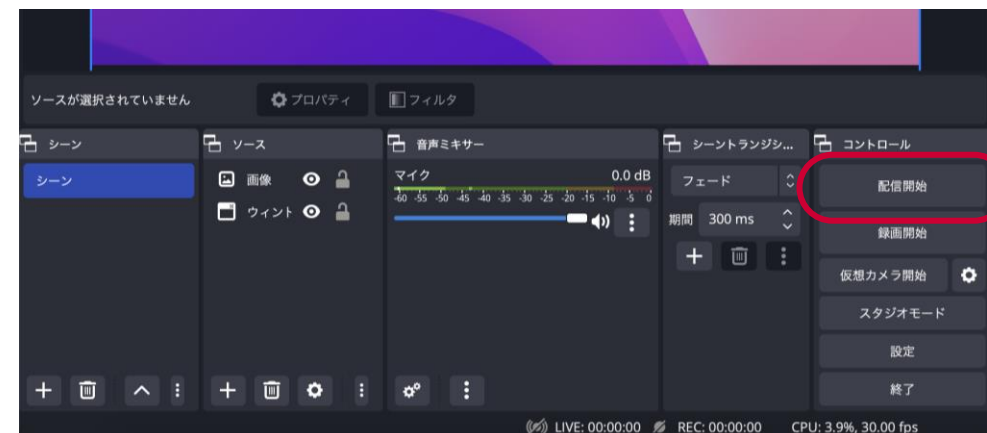 ソースが選択されていません プロパティ フィルタ
シーン
シーン
ソース
画像
ウィント
音声ミキサー
マイク 0.0 dB
-60 -55 -50 -45 -40 -35 -30 -25 -20 -15 -10 -5 0
シーントランジシ...
フェード
期間 300 ms
コントロール
配信開始
録画開始
仮想カメラ開始
スタジオモード
設定
終了
LIVE: 00:00:00 REC: 00:00:00 CPU: 3.9%, 30.00 fps